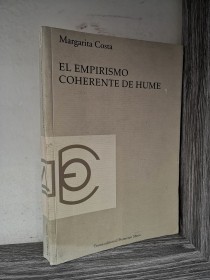 Margarita Costa
EL EMPIRISMO
COHERENTE DE HUME